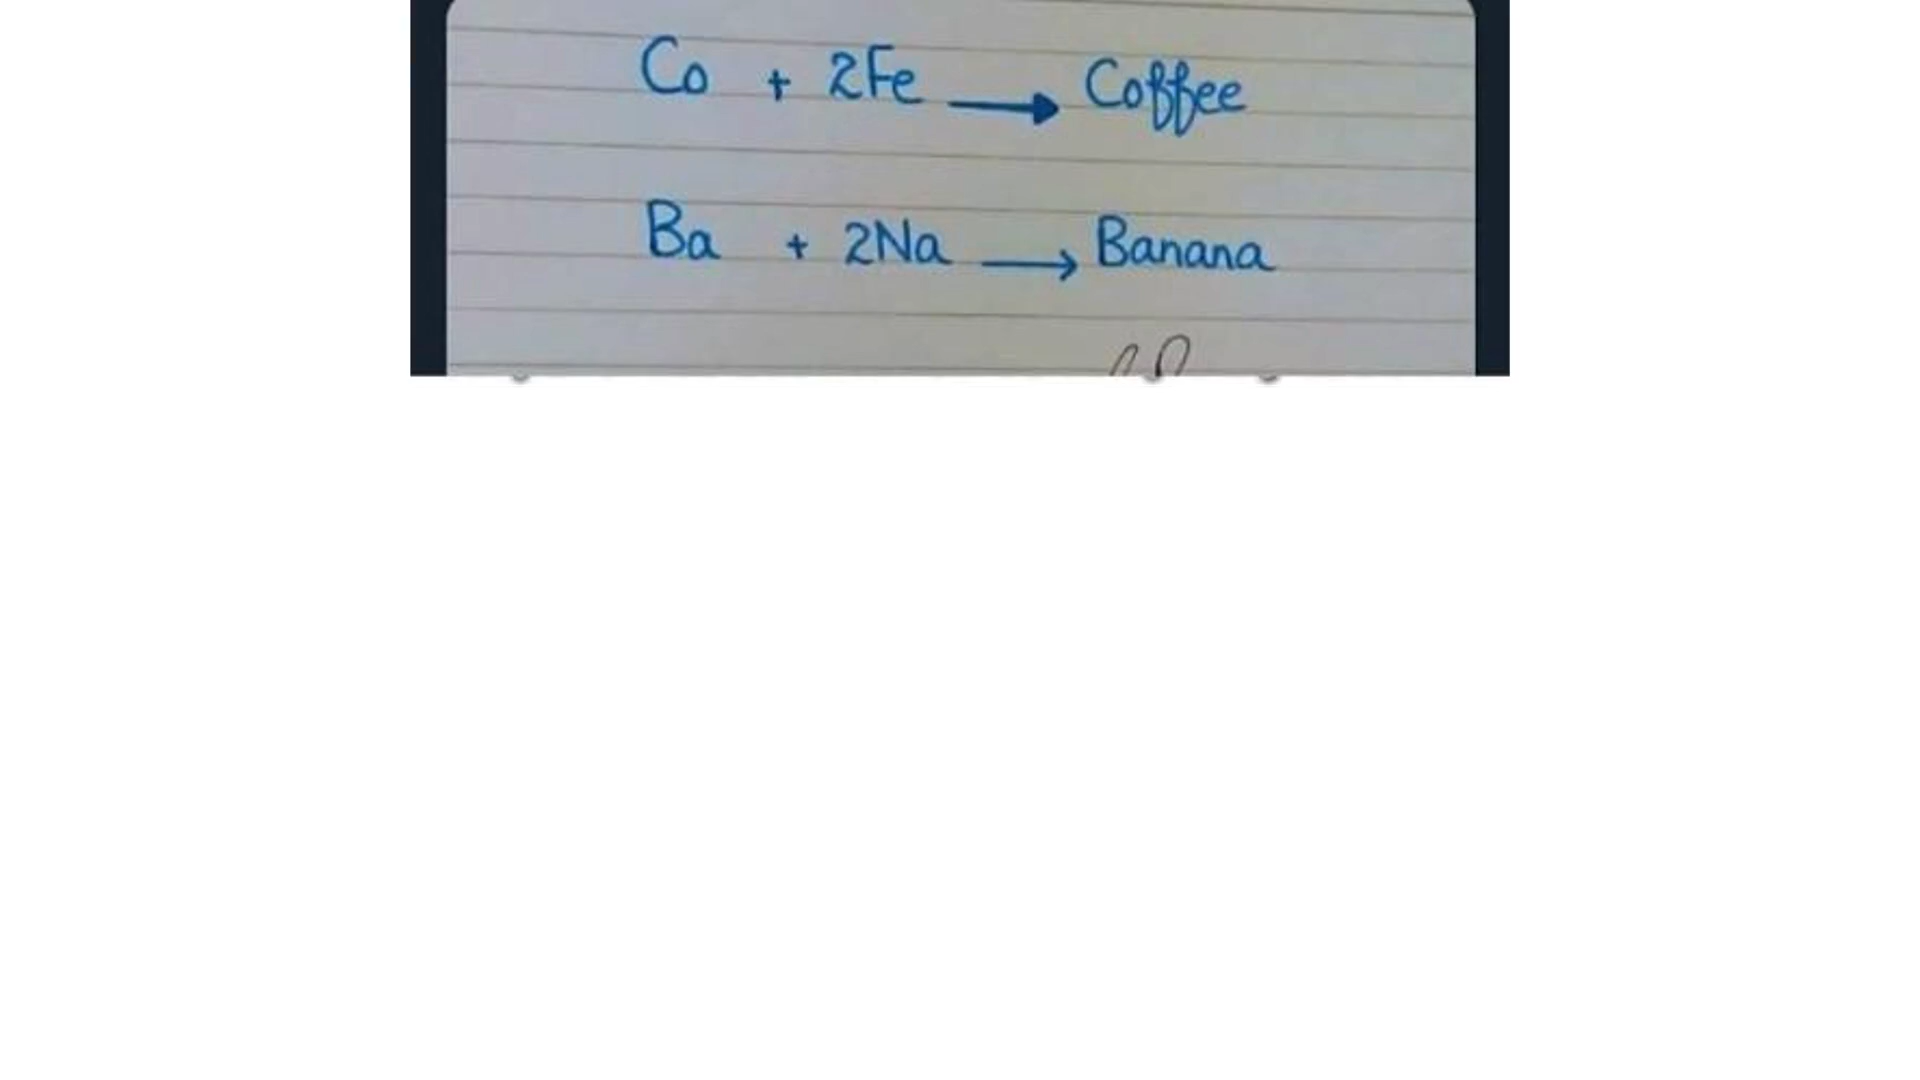 Co + 2Fe → Coffee
Ba + 2Na → Banana